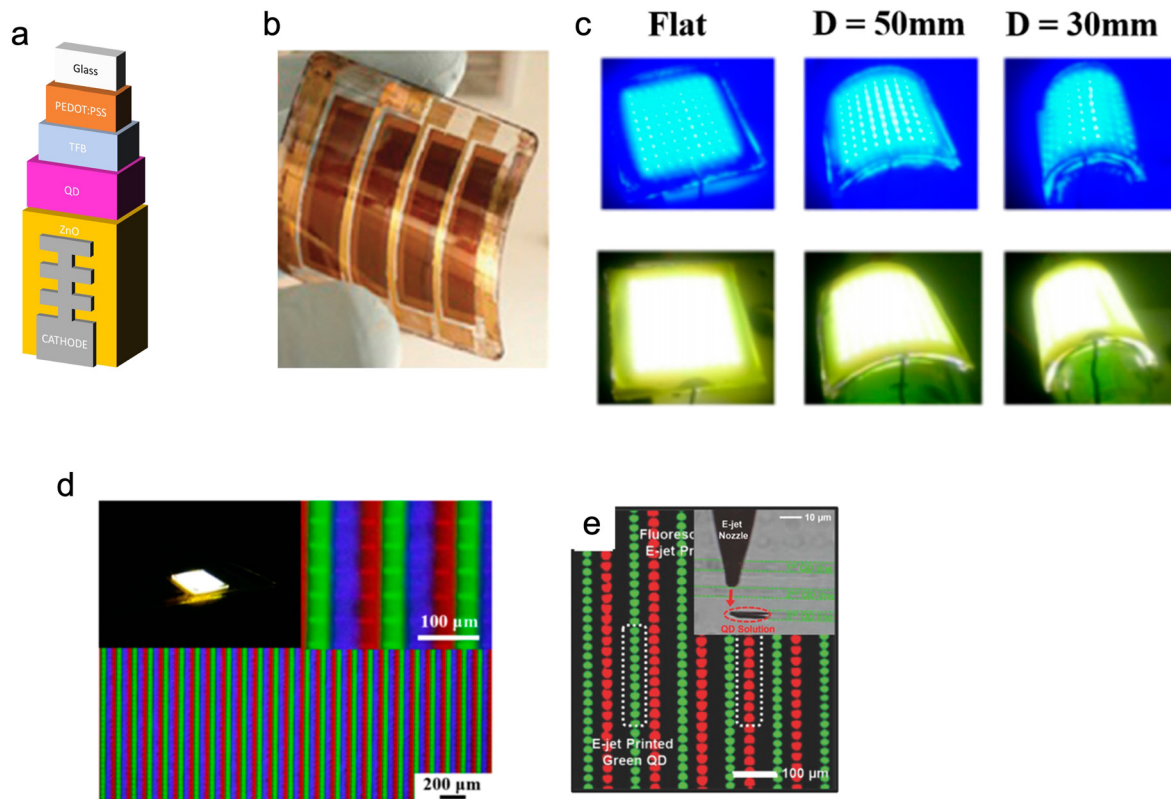 a
Glass
PEDOT:PSS
TFB
QD
ZnO
CATHODE
b
c
Flat
D = 50mm
D = 30mm
d
100 µm
200 µm
e
E-jet
Nozzle
10 µm
QD Solution
E-jet
E-jet Printed
Green QD
100 µm